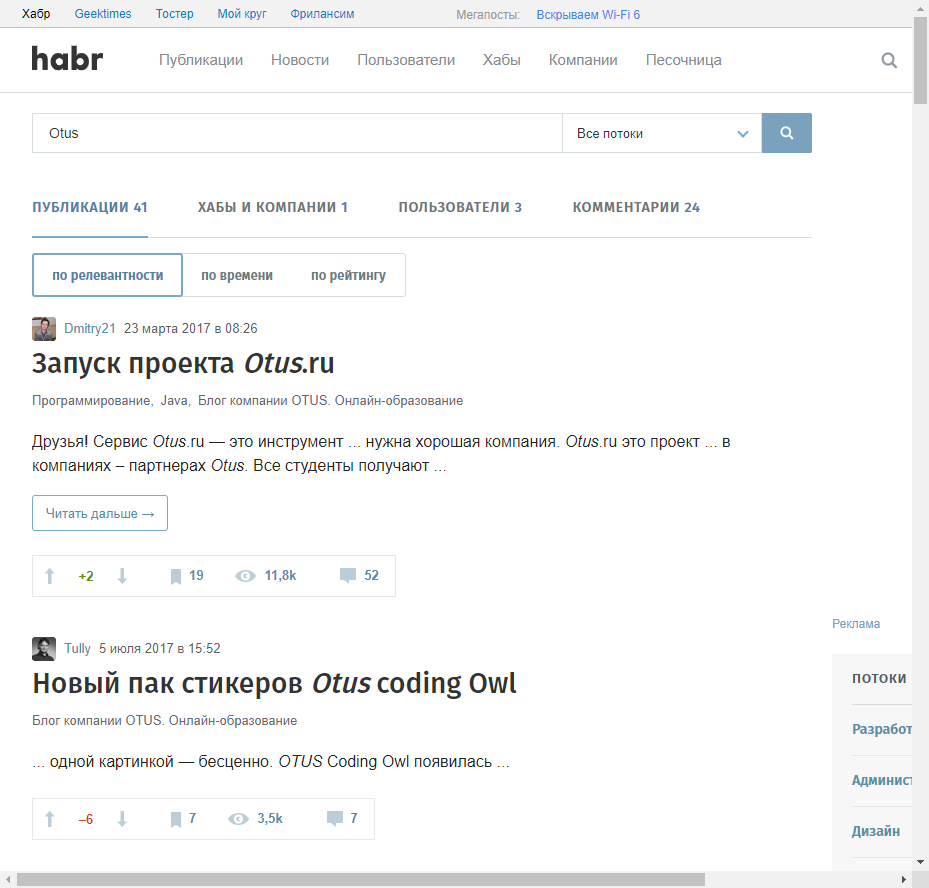 Хабр Geektimes Тостер Мой круг Фрилансим Мегапосты: Вскрываем Wi-Fi 6
habr Публикации Новости Пользователи Хабы Компании Песочница
Otus Все потоки
ПУБЛИКАЦИИ 41 ХАБЫ И КОМПАНИИ 1 ПОЛЬЗОВАТЕЛИ 3 КОММЕНТАРИИ 24
по релевантности по времени по рейтингу
Dmitry21 23 марта 2017 в 08:26
Запуск проекта Otus.ru
Программирование, Java, Блог компании OTUS. Онлайн-образование
Друзья! Сервис Otus.ru — это инструмент ... нужна хорошая компания. Otus.ru это проект ... в
компаниях – партнерах Otus. Все студенты получают ...
Читать дальше →
+2 19 11,8k 52
Tully 5 июля 2017 в 15:52
Новый пак стикеров Otus coding Owl
Блог компании OTUS. Онлайн-образование
... одной картинкой — бесценно. OTUS Coding Owl появилась ...
–6 7 3,5k 7
Реклама
ПОТОКИ
Разработ
Админист
Дизайн